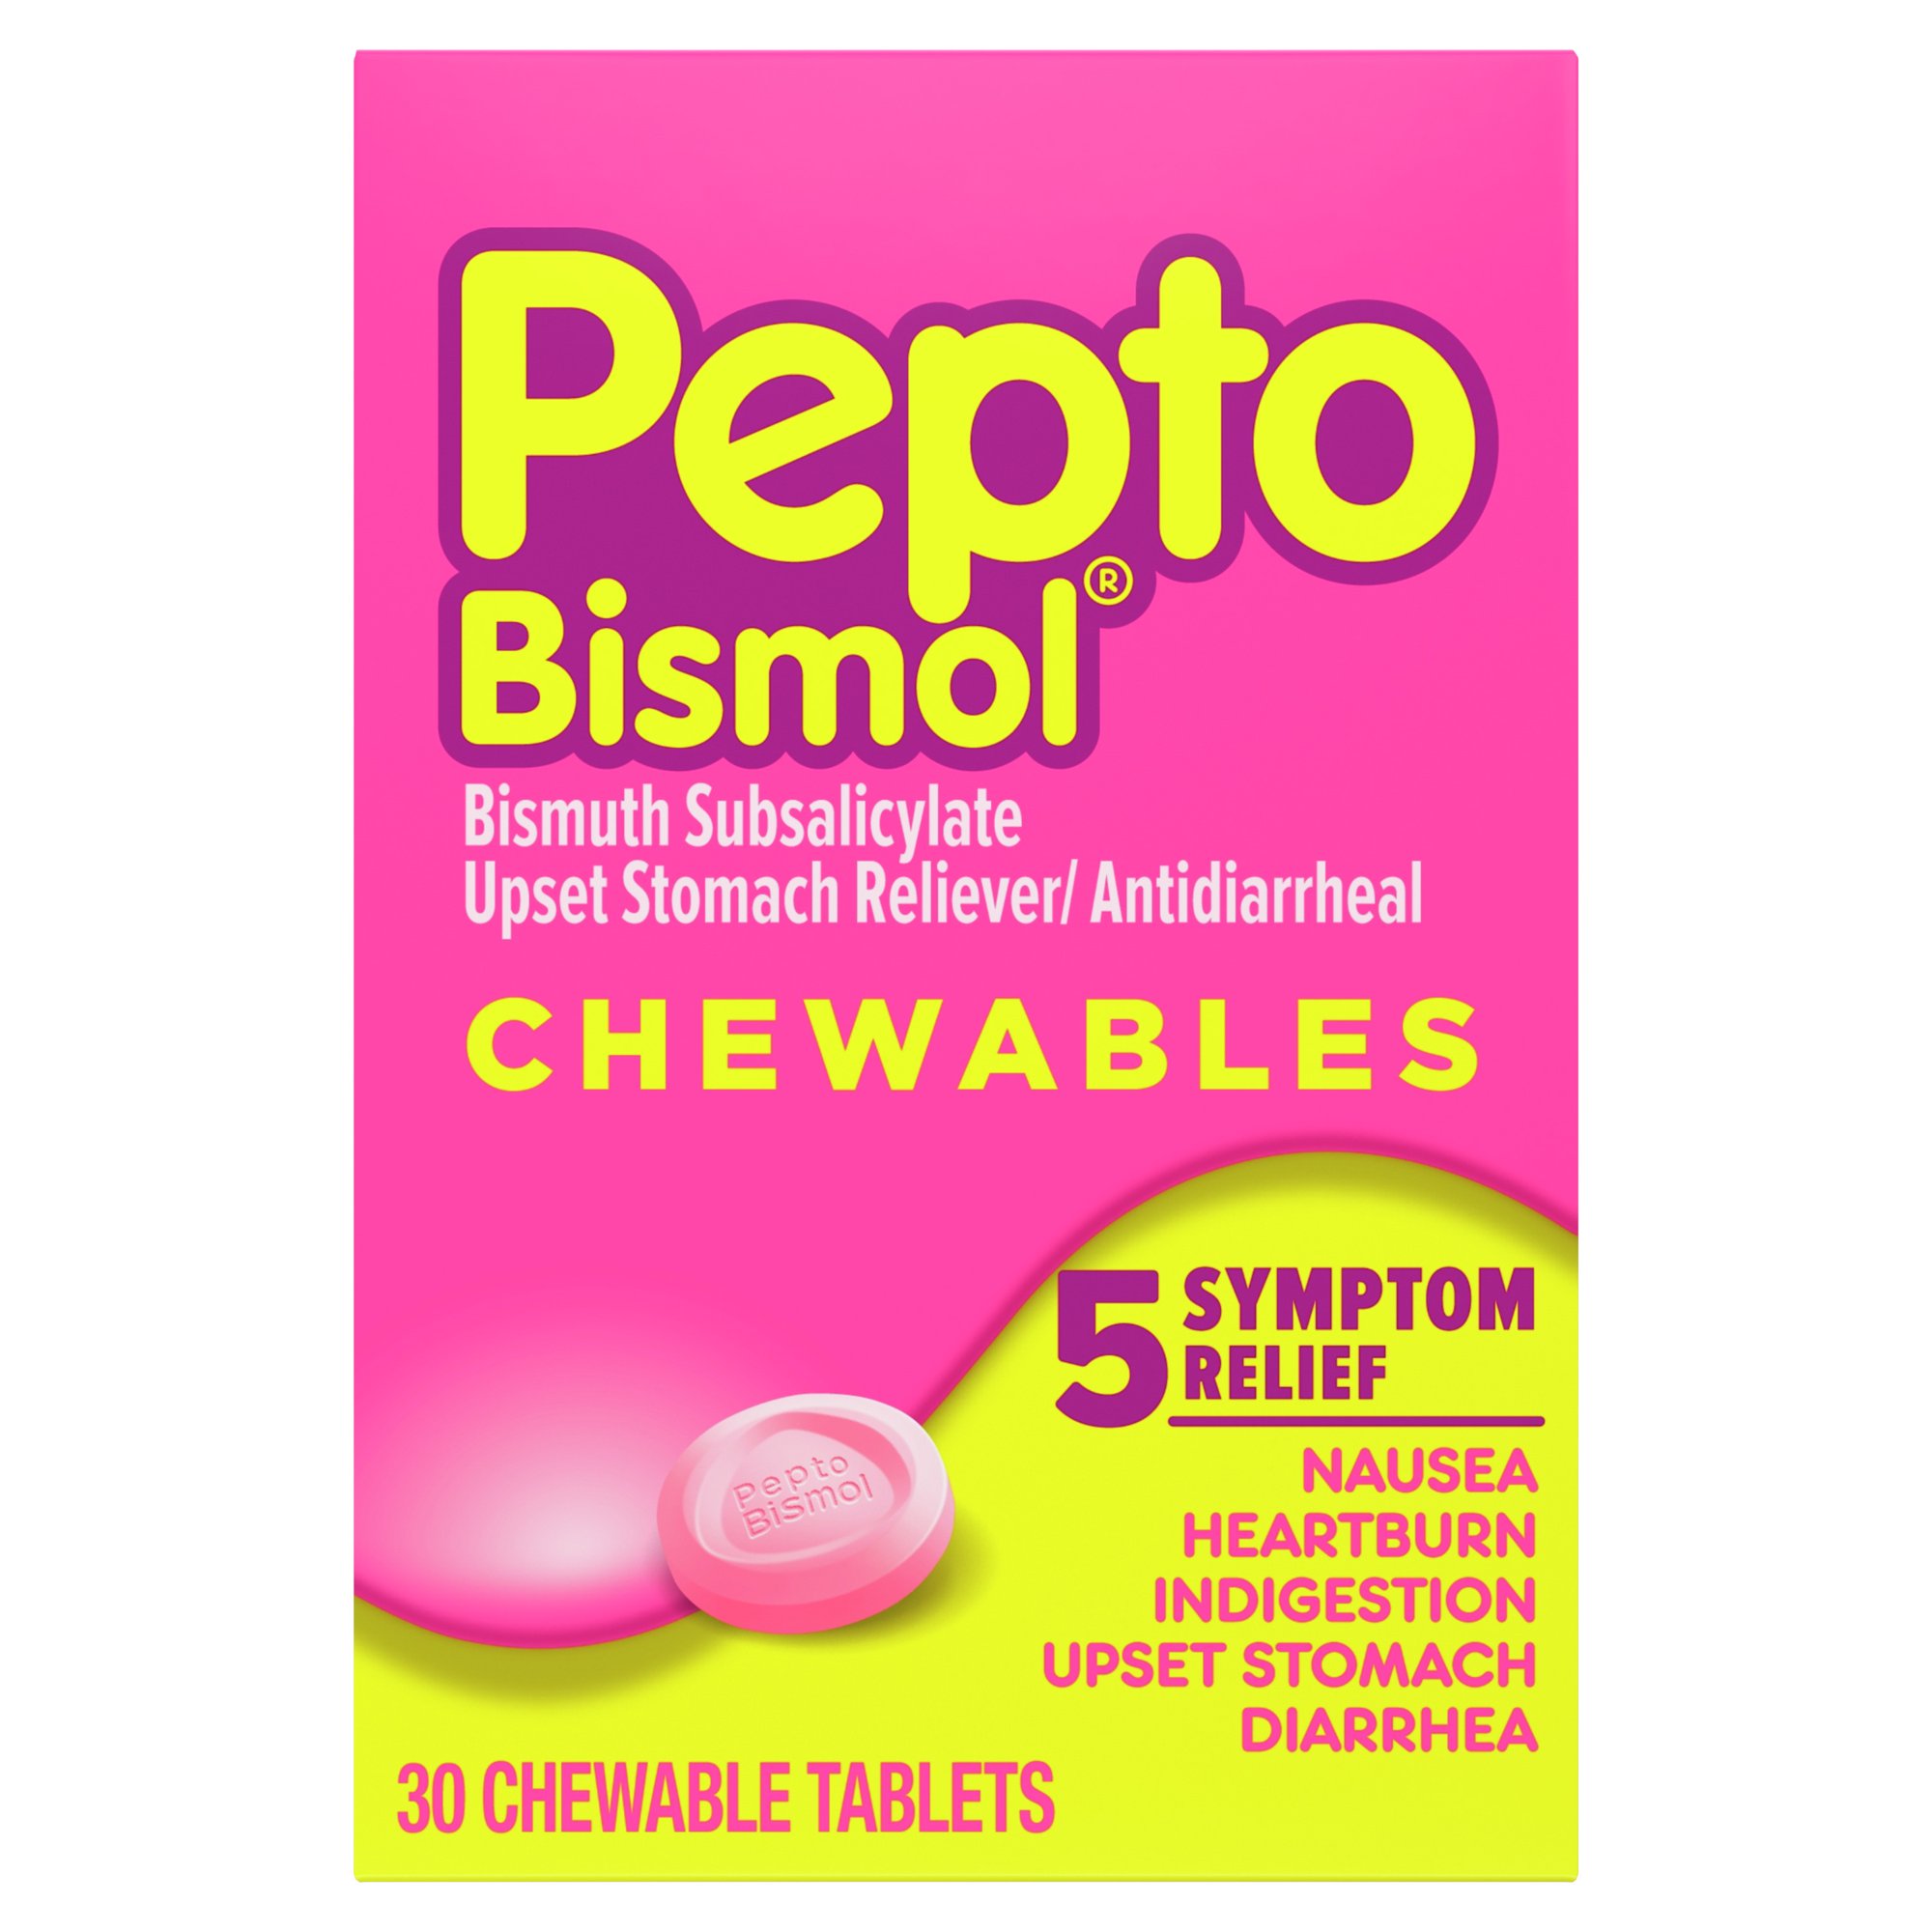 Pepto
Bismol®
Bismuth Subsalicylate
Upset Stomach Reliever/ Antidiarrheal
CHEWABLES
5 SYMPTOM
RELIEF
NAUSEA
HEARTBURN
INDIGESTION
UPSET STOMACH
DIARRHEA
Pepto
Bismol
30 CHEWABLE TABLETS